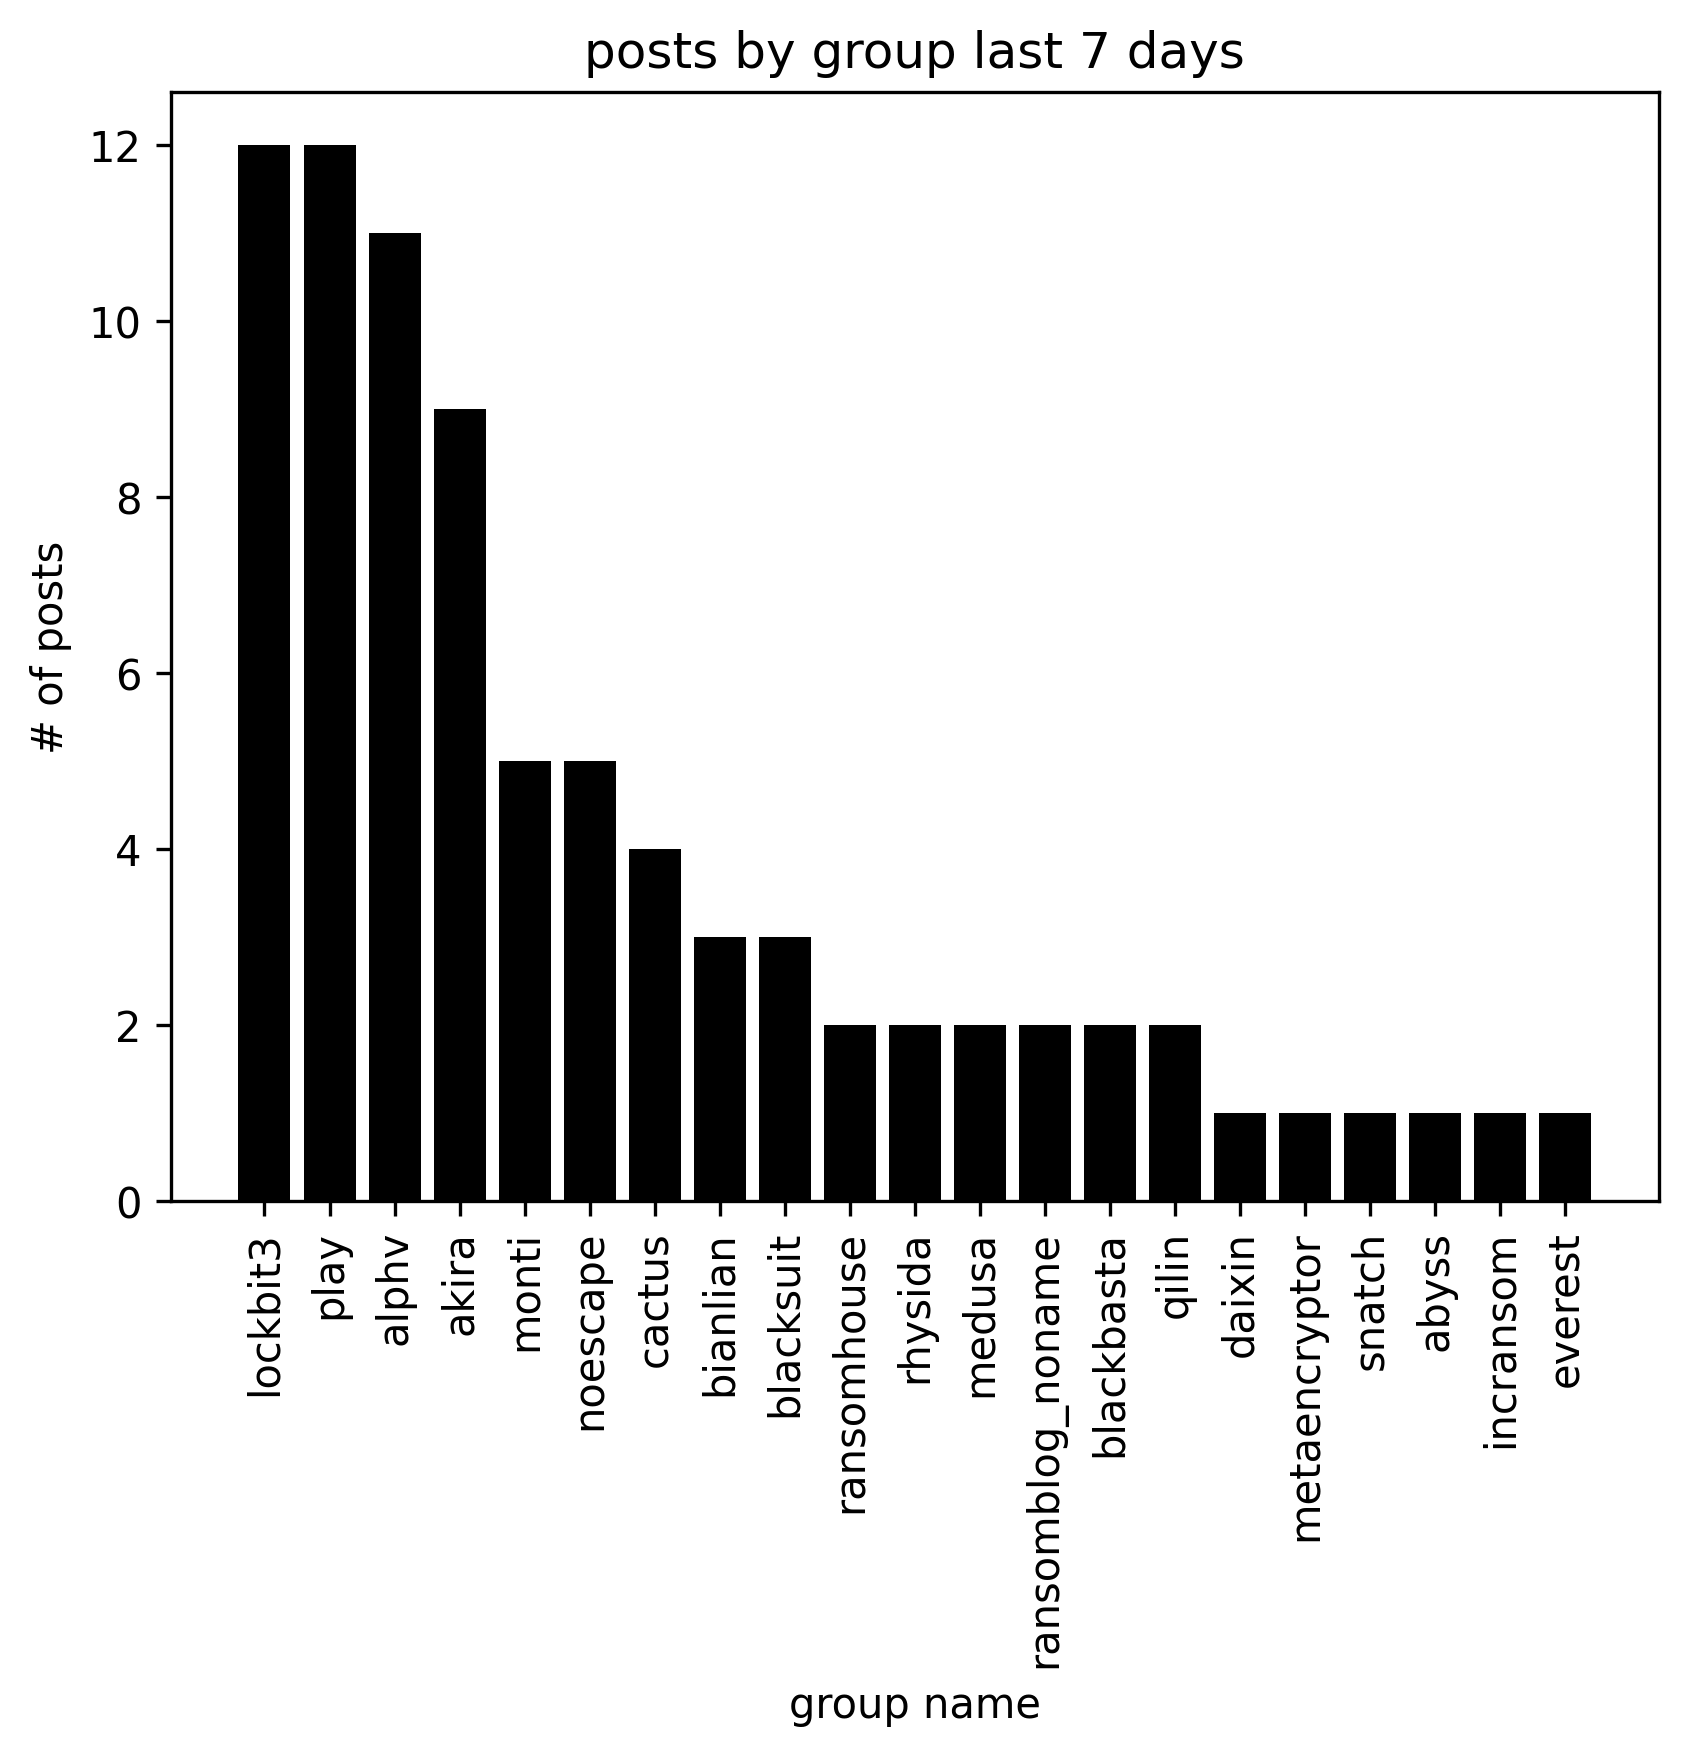 posts by group last 7 days
12
10
8
6
4
2
0
# of posts
lockbit3
play
alphv
akira
monti
noescape
cactus
bianlian
blacksuit
ransomhouse
rhysida
medusa
ransomblog_noname
blackbasta
qilin
daixin
metaencryptor
snatch
abyss
incransom
everest
group name